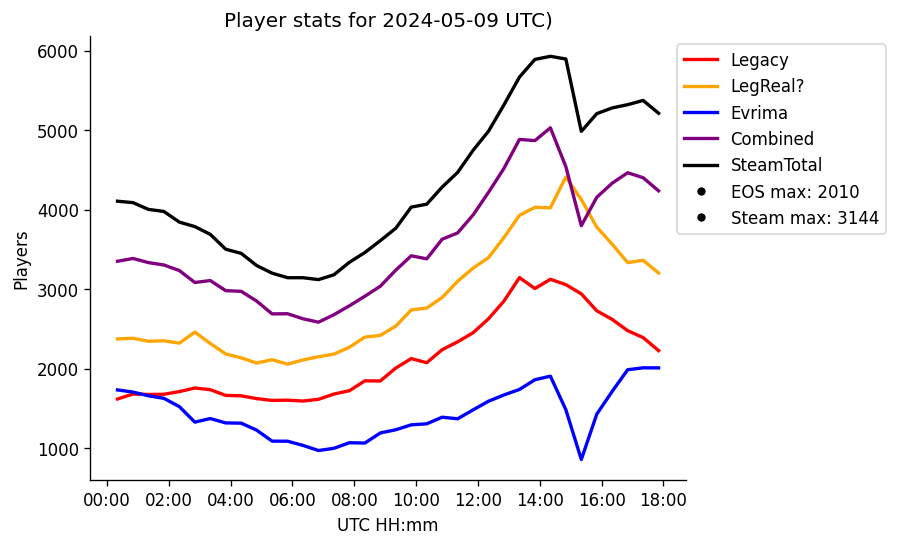 Player stats for 2024-05-09 UTC)
6000
5000
4000
3000
2000
1000
Players
00:00 02:00 04:00 06:00 08:00 10:00 12:00 14:00 16:00 18:00
UTC HH:mm
Legacy
LegReal?
Evrima
Combined
SteamTotal
EOS max: 2010
Steam max: 3144